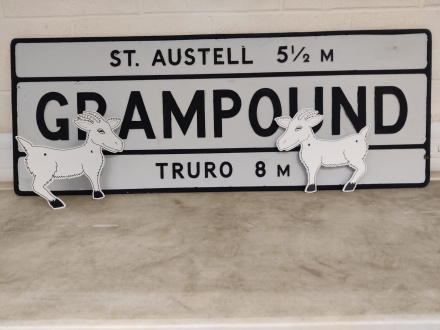 ST. AUSTELL 5½ M
GRAMPOUND
TRURO 8 M